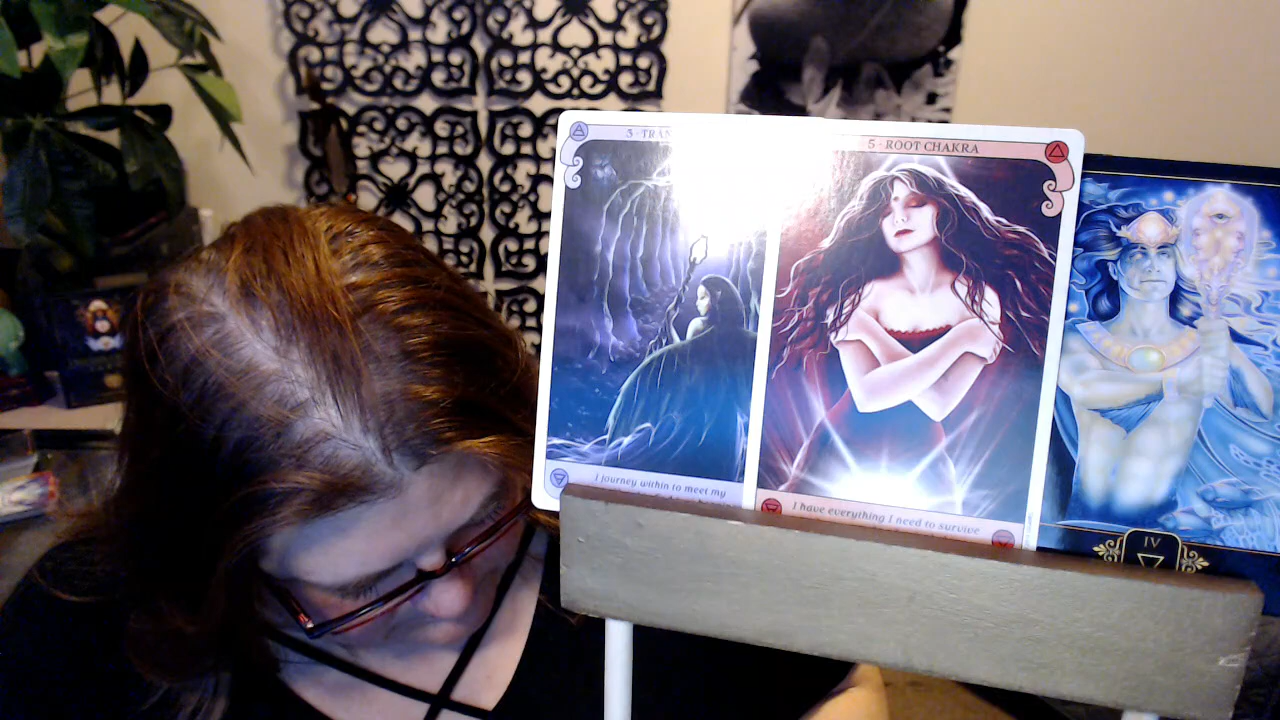 5 · TRAN
5 · ROOT CHAKRA
I journey within to meet my
I have everything I need to survive
IV